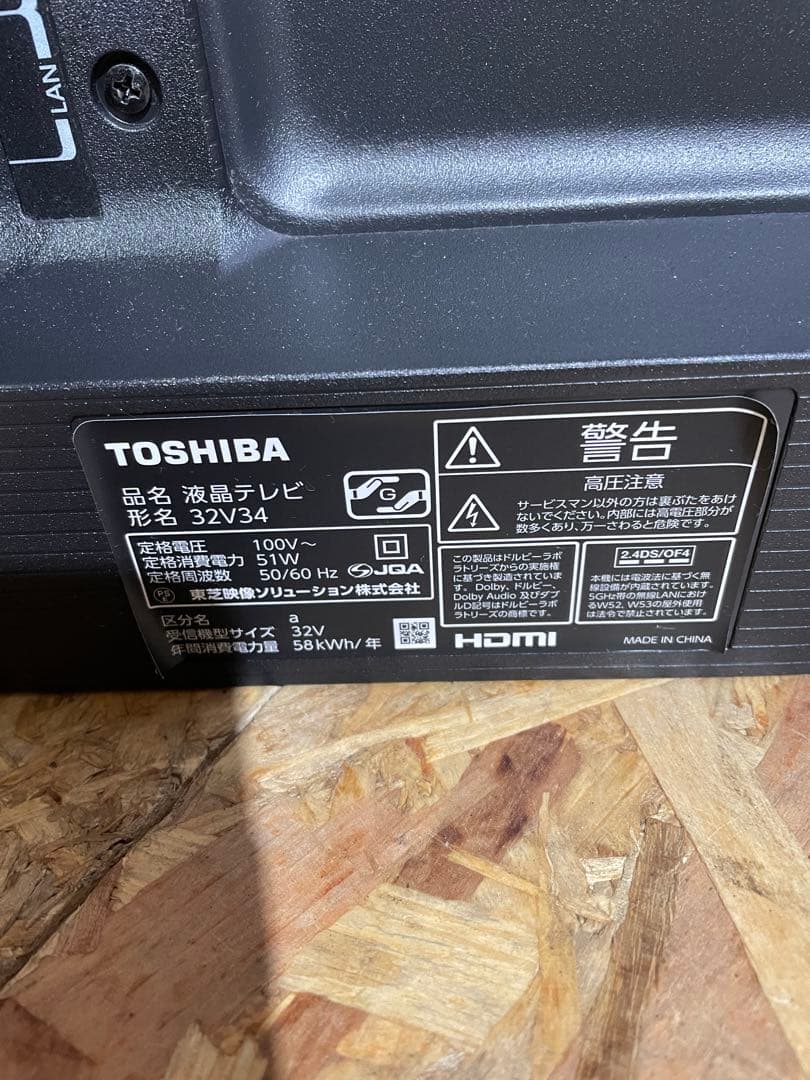 LAN
TOSHIBA
品名 液晶テレビ
形名 32V34
G
定格電圧 100V～
定格消費電力 51W
定格周波数 50/60 Hz
JQA
PS E 東芝映像ソリューション株式会社
区分名 a
受信機型サイズ 32V
年間消費電力量 58kWh/年
警告
高圧注意
サービスマン以外の方は裏ぶたをあけ
ないでください。内部には高電圧部分が
数多くあり、万一さわると危険です。
この製品はドルビーラボ
ラトリーズからの実施権
に基づき製造されていま
す。Dolby、ドルビー、
Dolby Audio 及びダブ
ルD記号はドルビーラボ
ラトリーズの商標です。
2.4DS/OF4
本機には電波法に基づく無
線設備が内蔵されています。
5GHz帯の無線LANにおけ
るW52、W53の屋外使用
は法令で禁止されています。
HDMI
MADE IN CHINA